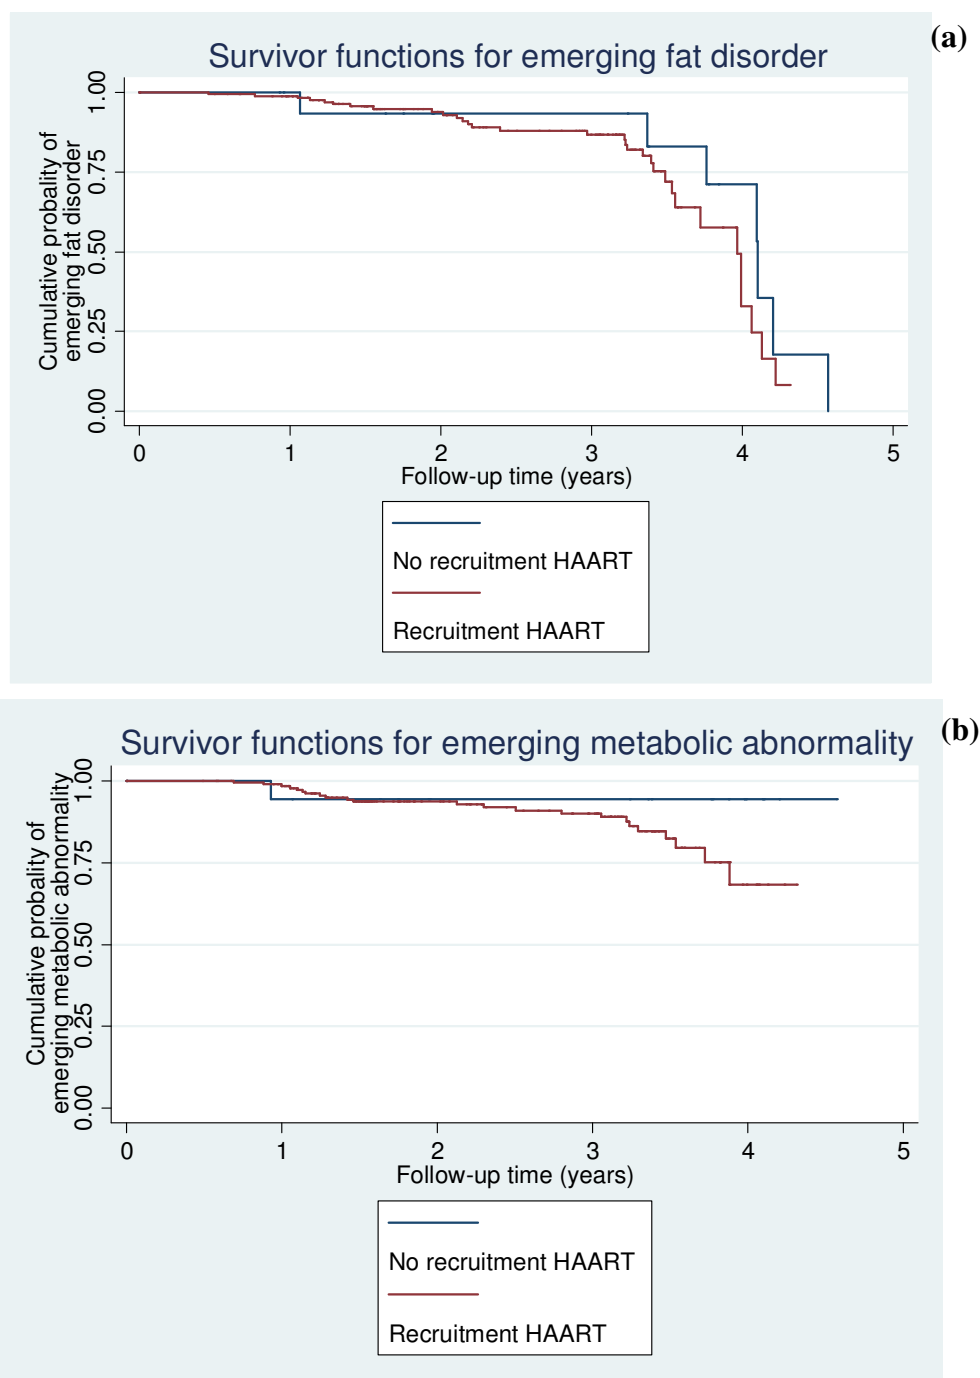 (a)
Survivor functions for emerging fat disorder
Cumulative probality of
emerging fat disorder
1.00
0.75
0.50
0.25
0.00
0 1 2 3 4 5
Follow-up time (years)
No recruitment HAART
Recruitment HAART
(b)
Survivor functions for emerging metabolic abnormality
Cumulative probality of
emerging metabolic abnormality
1.00
0.75
0.50
0.25
0.00
0 1 2 3 4 5
Follow-up time (years)
No recruitment HAART
Recruitment HAART